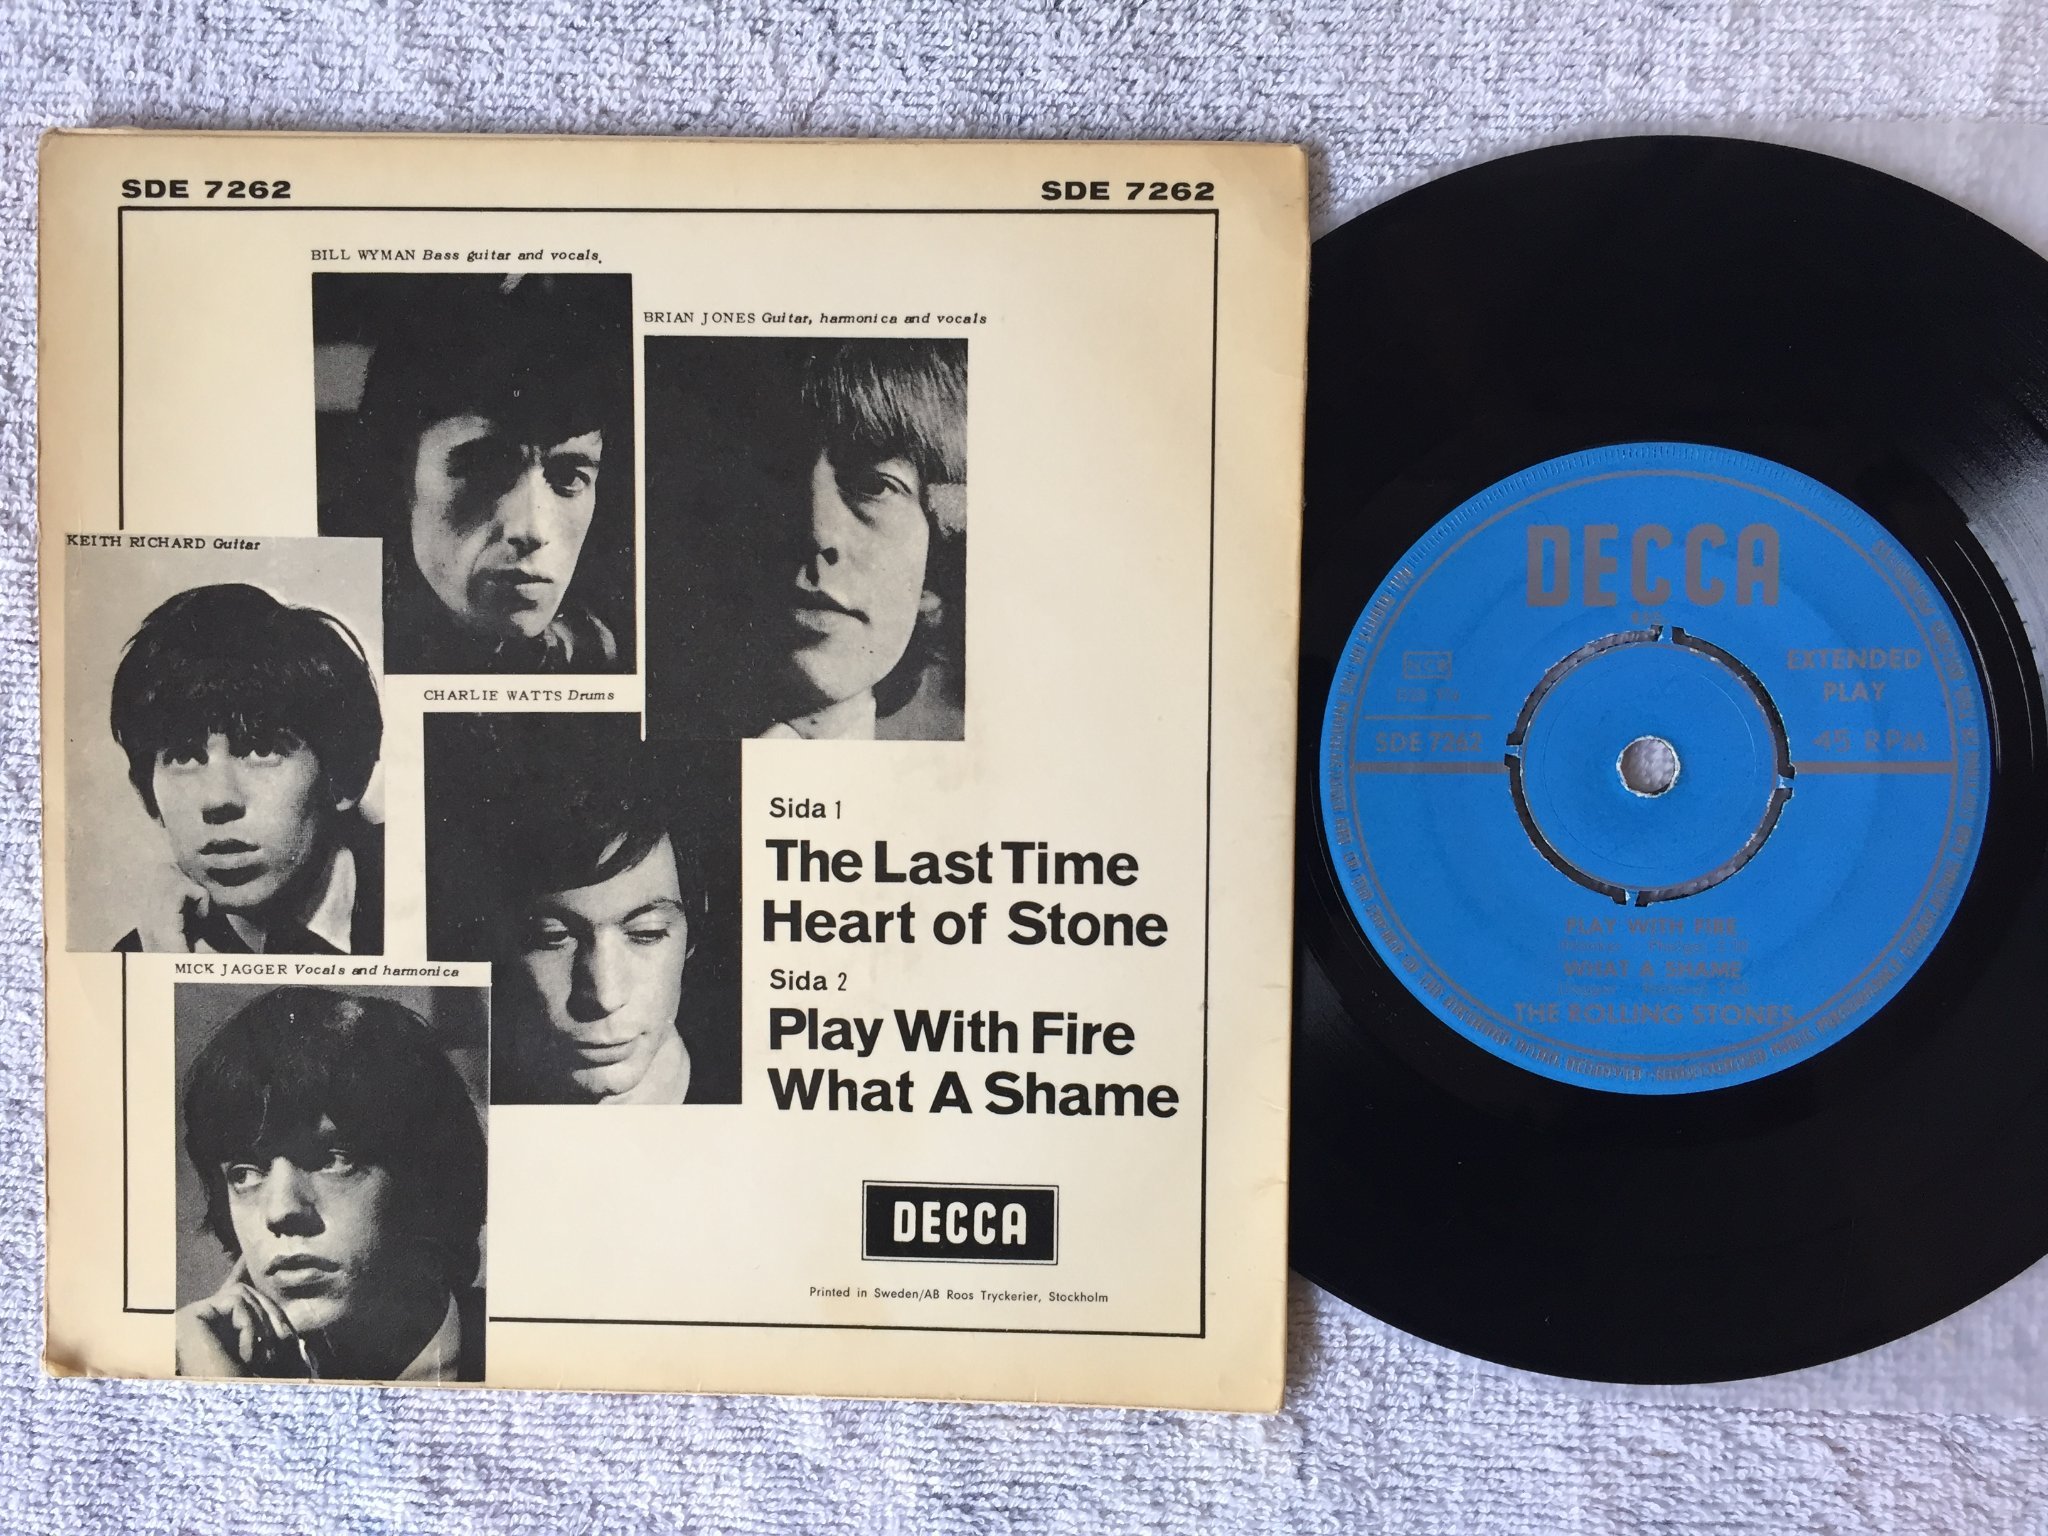 SDE 7262
SDE 7262
BILL WYMAN Bass guitar and vocals.
BRIAN JONES Guitar, harmonica and vocals
KEITH RICHARD Guitar
CHARLIE WATTS Drums
MICK JAGGER Vocals and harmonica
Sida 1
The Last Time
Heart of Stone
Sida 2
Play With Fire
What A Shame
DECCA
Printed in Sweden/AB Roos Tryckerier, Stockholm
DECCA
NCB
EXTENDED
PLAY
SDE 7262
45 RPM
PLAY WITH FIRE
WHAT A SHAME
THE ROLLING STONES